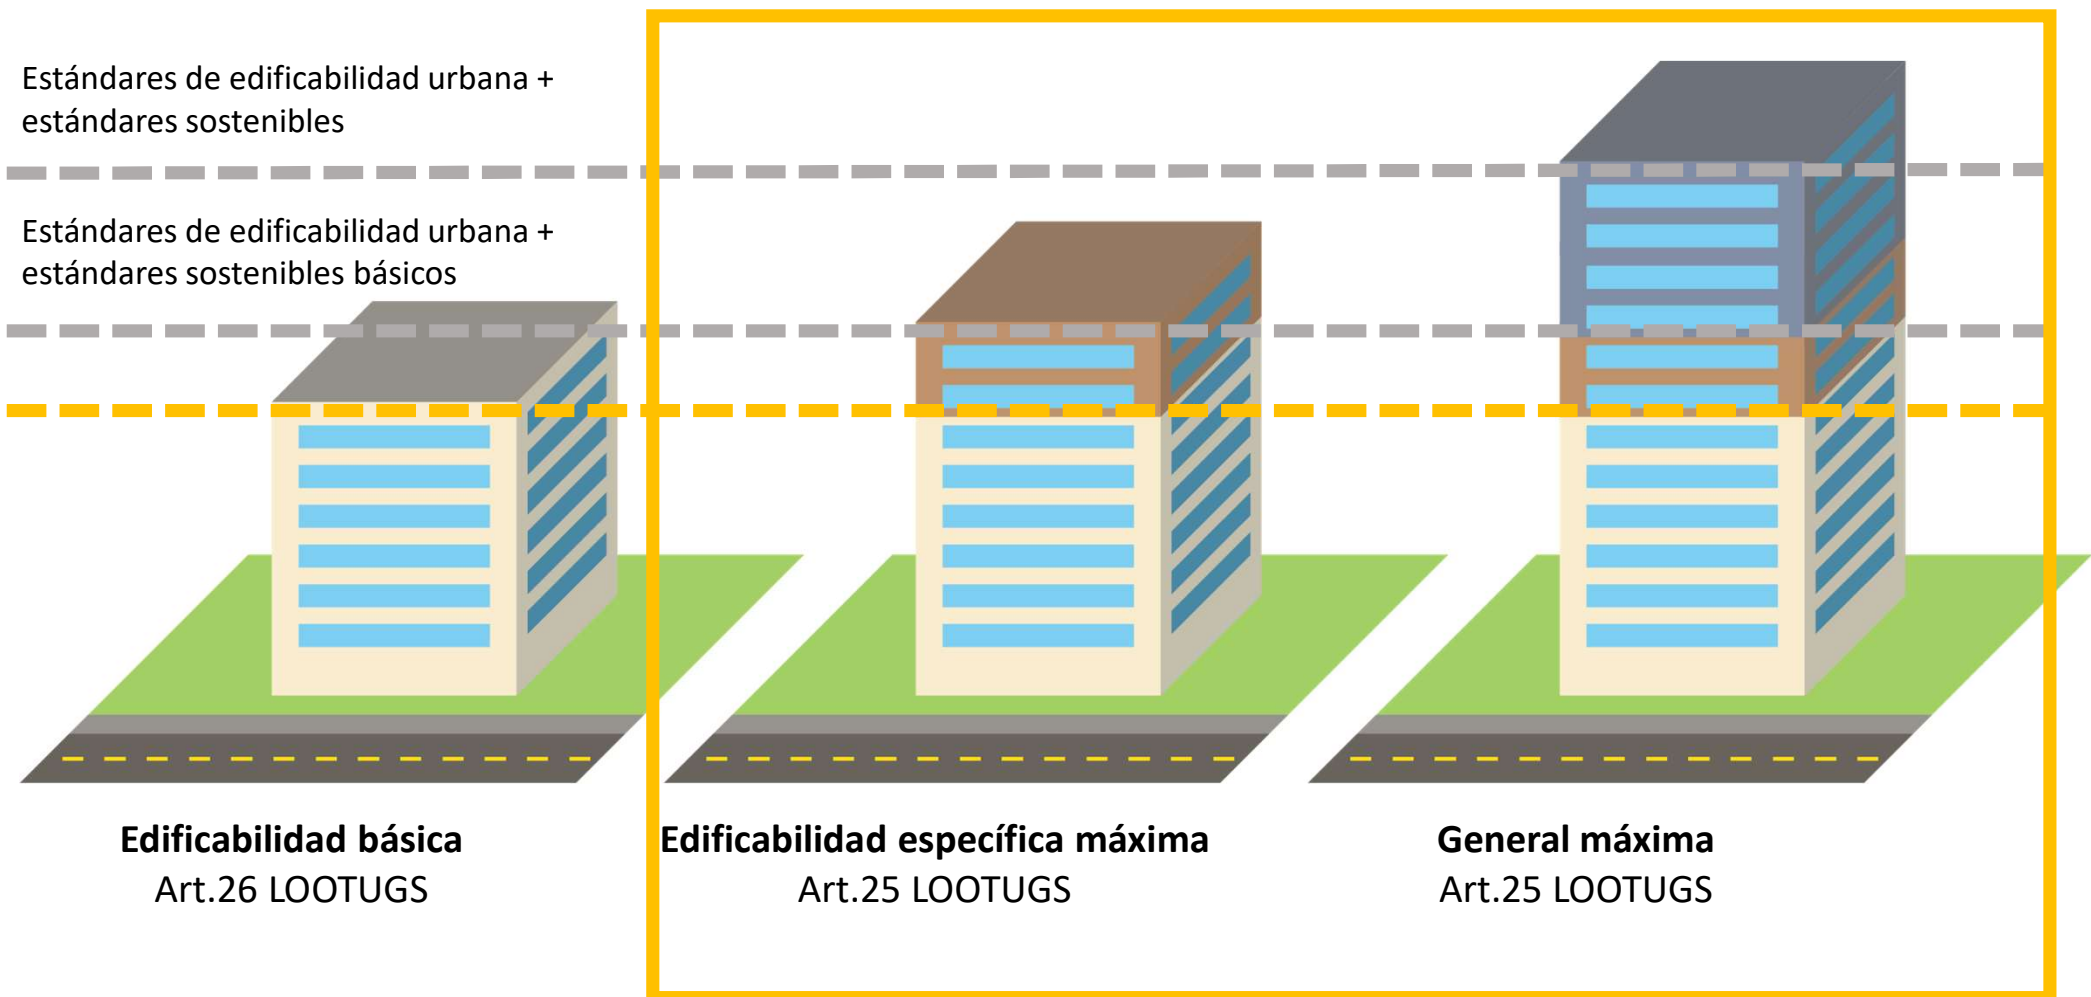 Estándares de edificabilidad urbana +
estándares sostenibles
Estándares de edificabilidad urbana +
estándares sostenibles básicos
Edificabilidad básica
Art.26 LOOTUGS
Edificabilidad específica máxima
Art.25 LOOTUGS
General máxima
Art.25 LOOTUGS